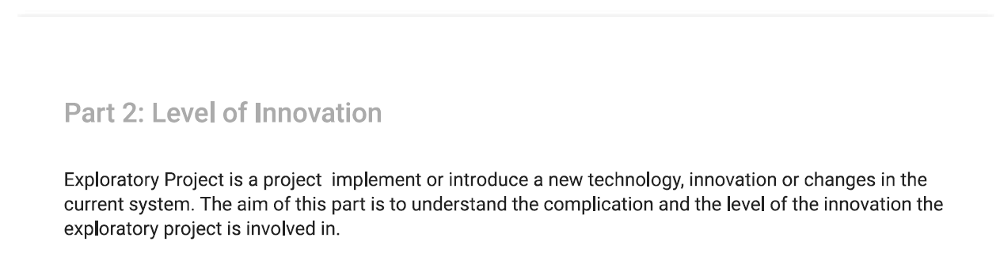 Part 2: Level of Innovation
Exploratory Project is a project  implement or introduce a new technology, innovation or changes in the
current system. The aim of this part is to understand the complication and the level of the innovation the
exploratory project is involved in.